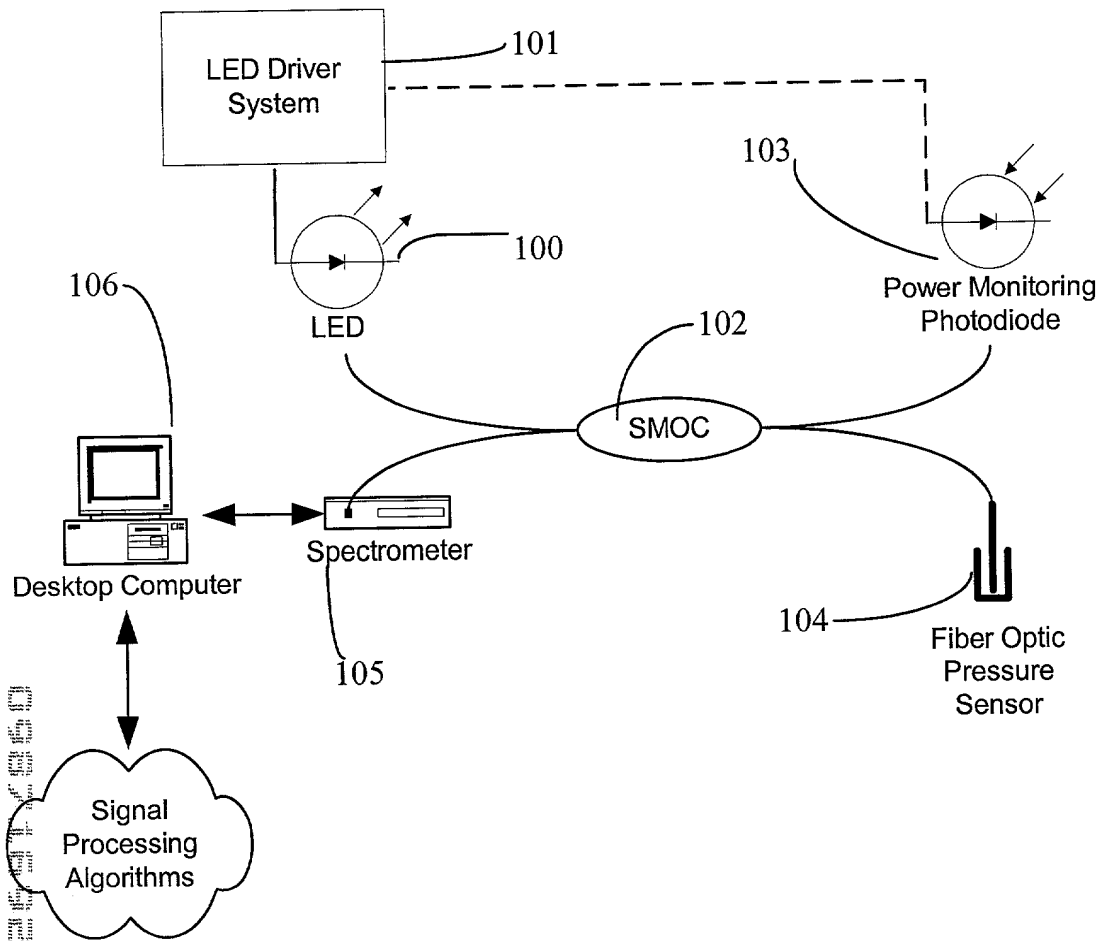 LED Driver
System
101
103
100
LED
Power Monitoring
Photodiode
106
102
SMOC
Desktop Computer
Spectrometer
105
104
Fiber Optic
Pressure
Sensor
Signal
Processing
Algorithms